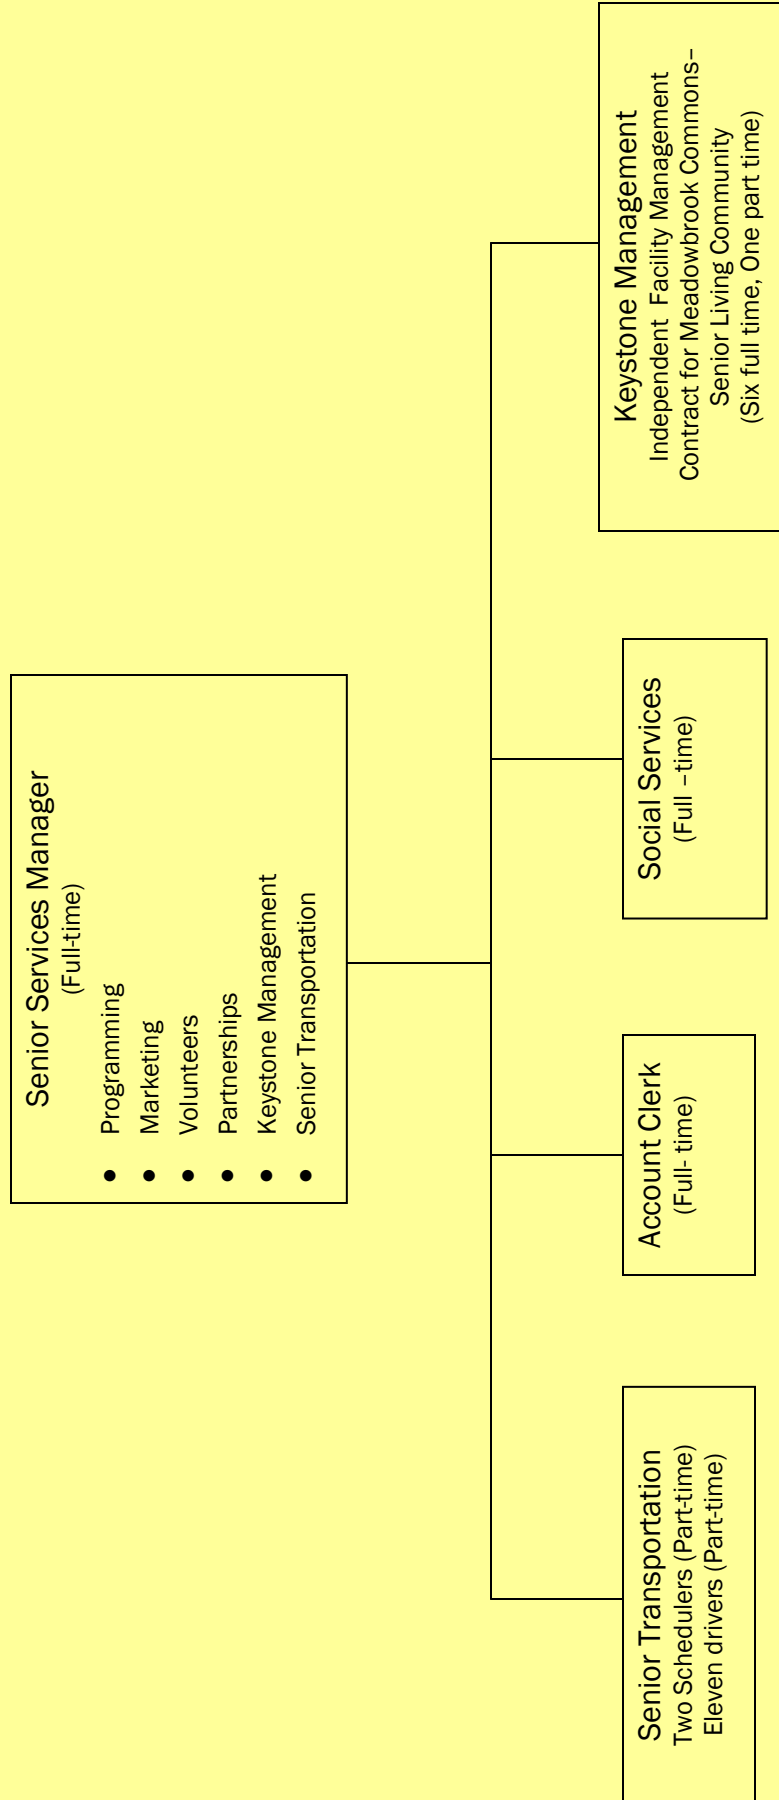 Senior Services Manager
(Full-time)
● Programming
● Marketing
● Volunteers
● Partnerships
● Keystone Management
● Senior Transportation
Senior Transportation
Two Schedulers (Part-time)
Eleven drivers (Part-time)
Account Clerk
(Full- time)
Social Services
(Full –time)
Keystone Management
Independent Facility Management
Contract for Meadowbrook Commons–
Senior Living Community
(Six full time, One part time)